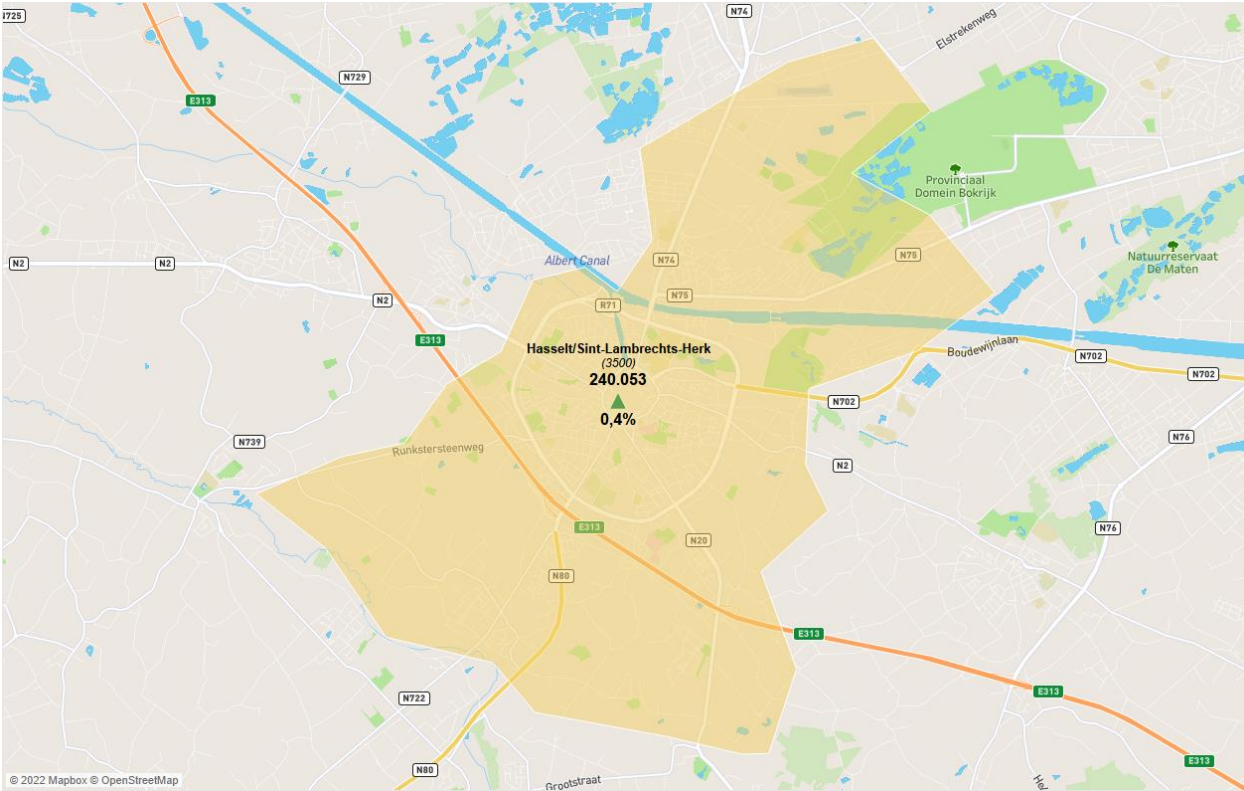 N725
N74
Elstrekenweg
N729
E313
Provinciaal
Domein Bokrijk
N2
N2
Albert Canal
N74
N75
Natuurreservaat
De Maten
N2
R71
N75
E313
Hasselt/Sint-Lambrechts-Herk
(3500)
240.053
0,4%
Boudewijnlaan
N702
N702
N702
N739
Runkstersteenweg
N2
N76
E313
N20
N76
N80
E313
N722
E313
E313
N80
Grootstraat
© 2022 Mapbox © OpenStreetMap